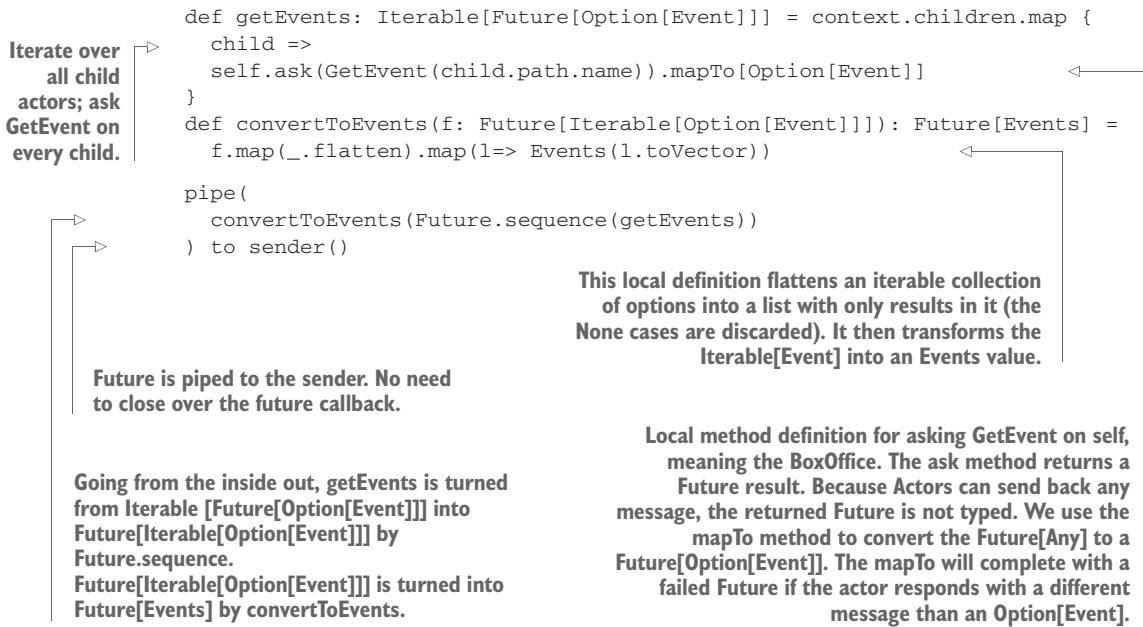 def getEvents: Iterable[Future[Option[Event]]] = context.children.map {
child =>
self.ask(GetEvent(child.path.name)).mapTo[Option[Event]]
}
def convertToEvents(f: Future[Iterable[Option[Event]]]): Future[Events] =
f.map(_.flatten).map(l=> Events(l.toVector))
pipe(
convertToEvents(Future.sequence(getEvents))
) to sender()
Iterate over
all child
actors; ask
GetEvent on
every child.
This local definition flattens an iterable collection
of options into a list with only results in it (the
None cases are discarded). It then transforms the
Iterable[Event] into an Events value.
Future is piped to the sender. No need
to close over the future callback.
Local method definition for asking GetEvent on self,
meaning the BoxOffice. The ask method returns a
Future result. Because Actors can send back any
message, the returned Future is not typed. We use the
mapTo method to convert the Future[Any] to a
Future[Option[Event]]. The mapTo will complete with a
failed Future if the actor responds with a different
message than an Option[Event].
Going from the inside out, getEvents is turned
from Iterable [Future[Option[Event]]] into
Future[Iterable[Option[Event]]] by
Future.sequence.
Future[Iterable[Option[Event]]] is turned into
Future[Events] by convertToEvents.